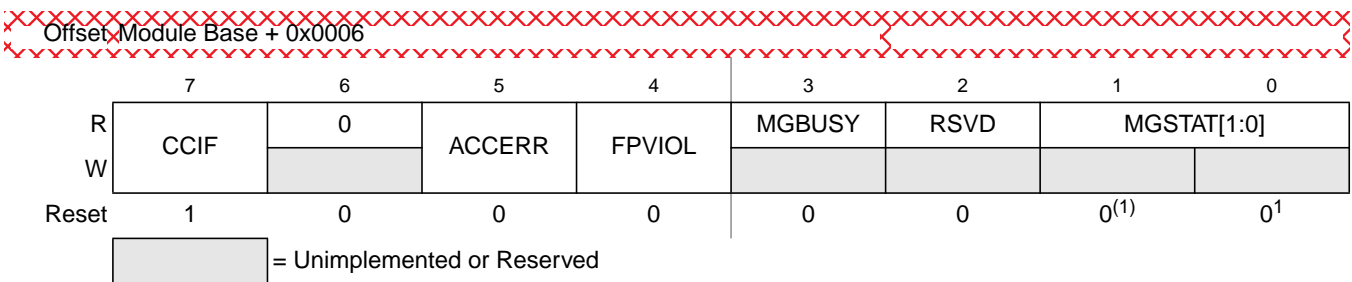 Offset Module Base + 0x0006
7 6 5 4 3 2 1 0
R CCIF 0 ACCERR FPVIOL MGBUSY RSVD MGSTAT[1:0]
W
Reset 1 0 0 0 0 0 0(1) 01
= Unimplemented or Reserved